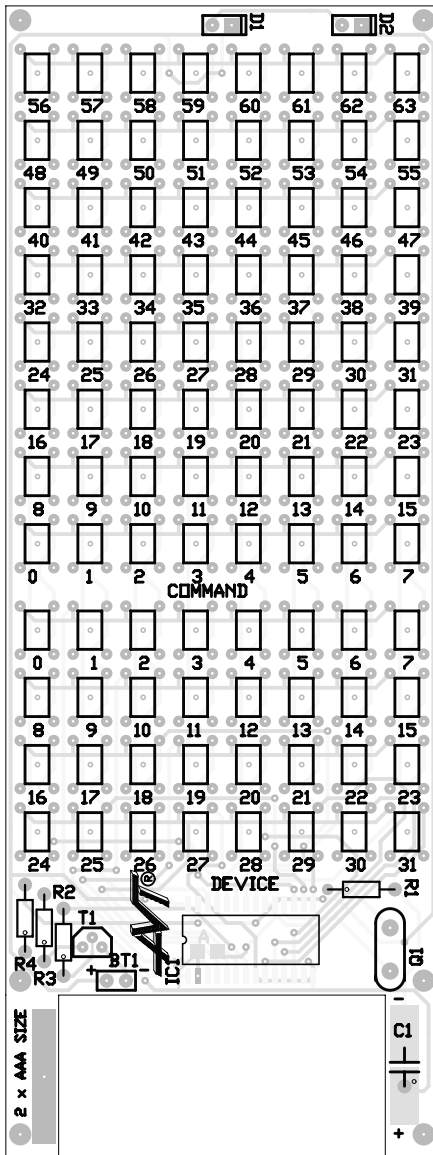 D1 D2
56 57 58 59 60 61 62 63
48 49 50 51 52 53 54 55
40 41 42 43 44 45 46 47
32 33 34 35 36 37 38 39
24 25 26 27 28 29 30 31
16 17 18 19 20 21 22 23
8 9 10 11 12 13 14 15
0 1 2 3 4 5 6 7
COMMAND
0 1 2 3 4 5 6 7
8 9 10 11 12 13 14 15
16 17 18 19 20 21 22 23
24 25 26 27 28 29 30 31
DEVICE
®
R1
R2
T1
A
R4
R3
+ BT1 -
IC1
Q1
2 x AAA SIZE
-
C1
+